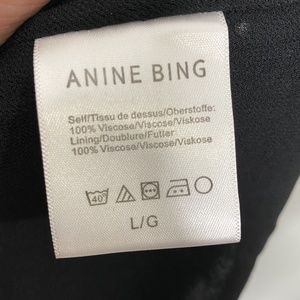 ANINE BING
Self/Tissu de dessus/Oberstoffe:
100% Viscose/Viscose/Viskose
Lining/Doublure/Futter
100% Viscose/Viscose/Viskose
40°
L/G